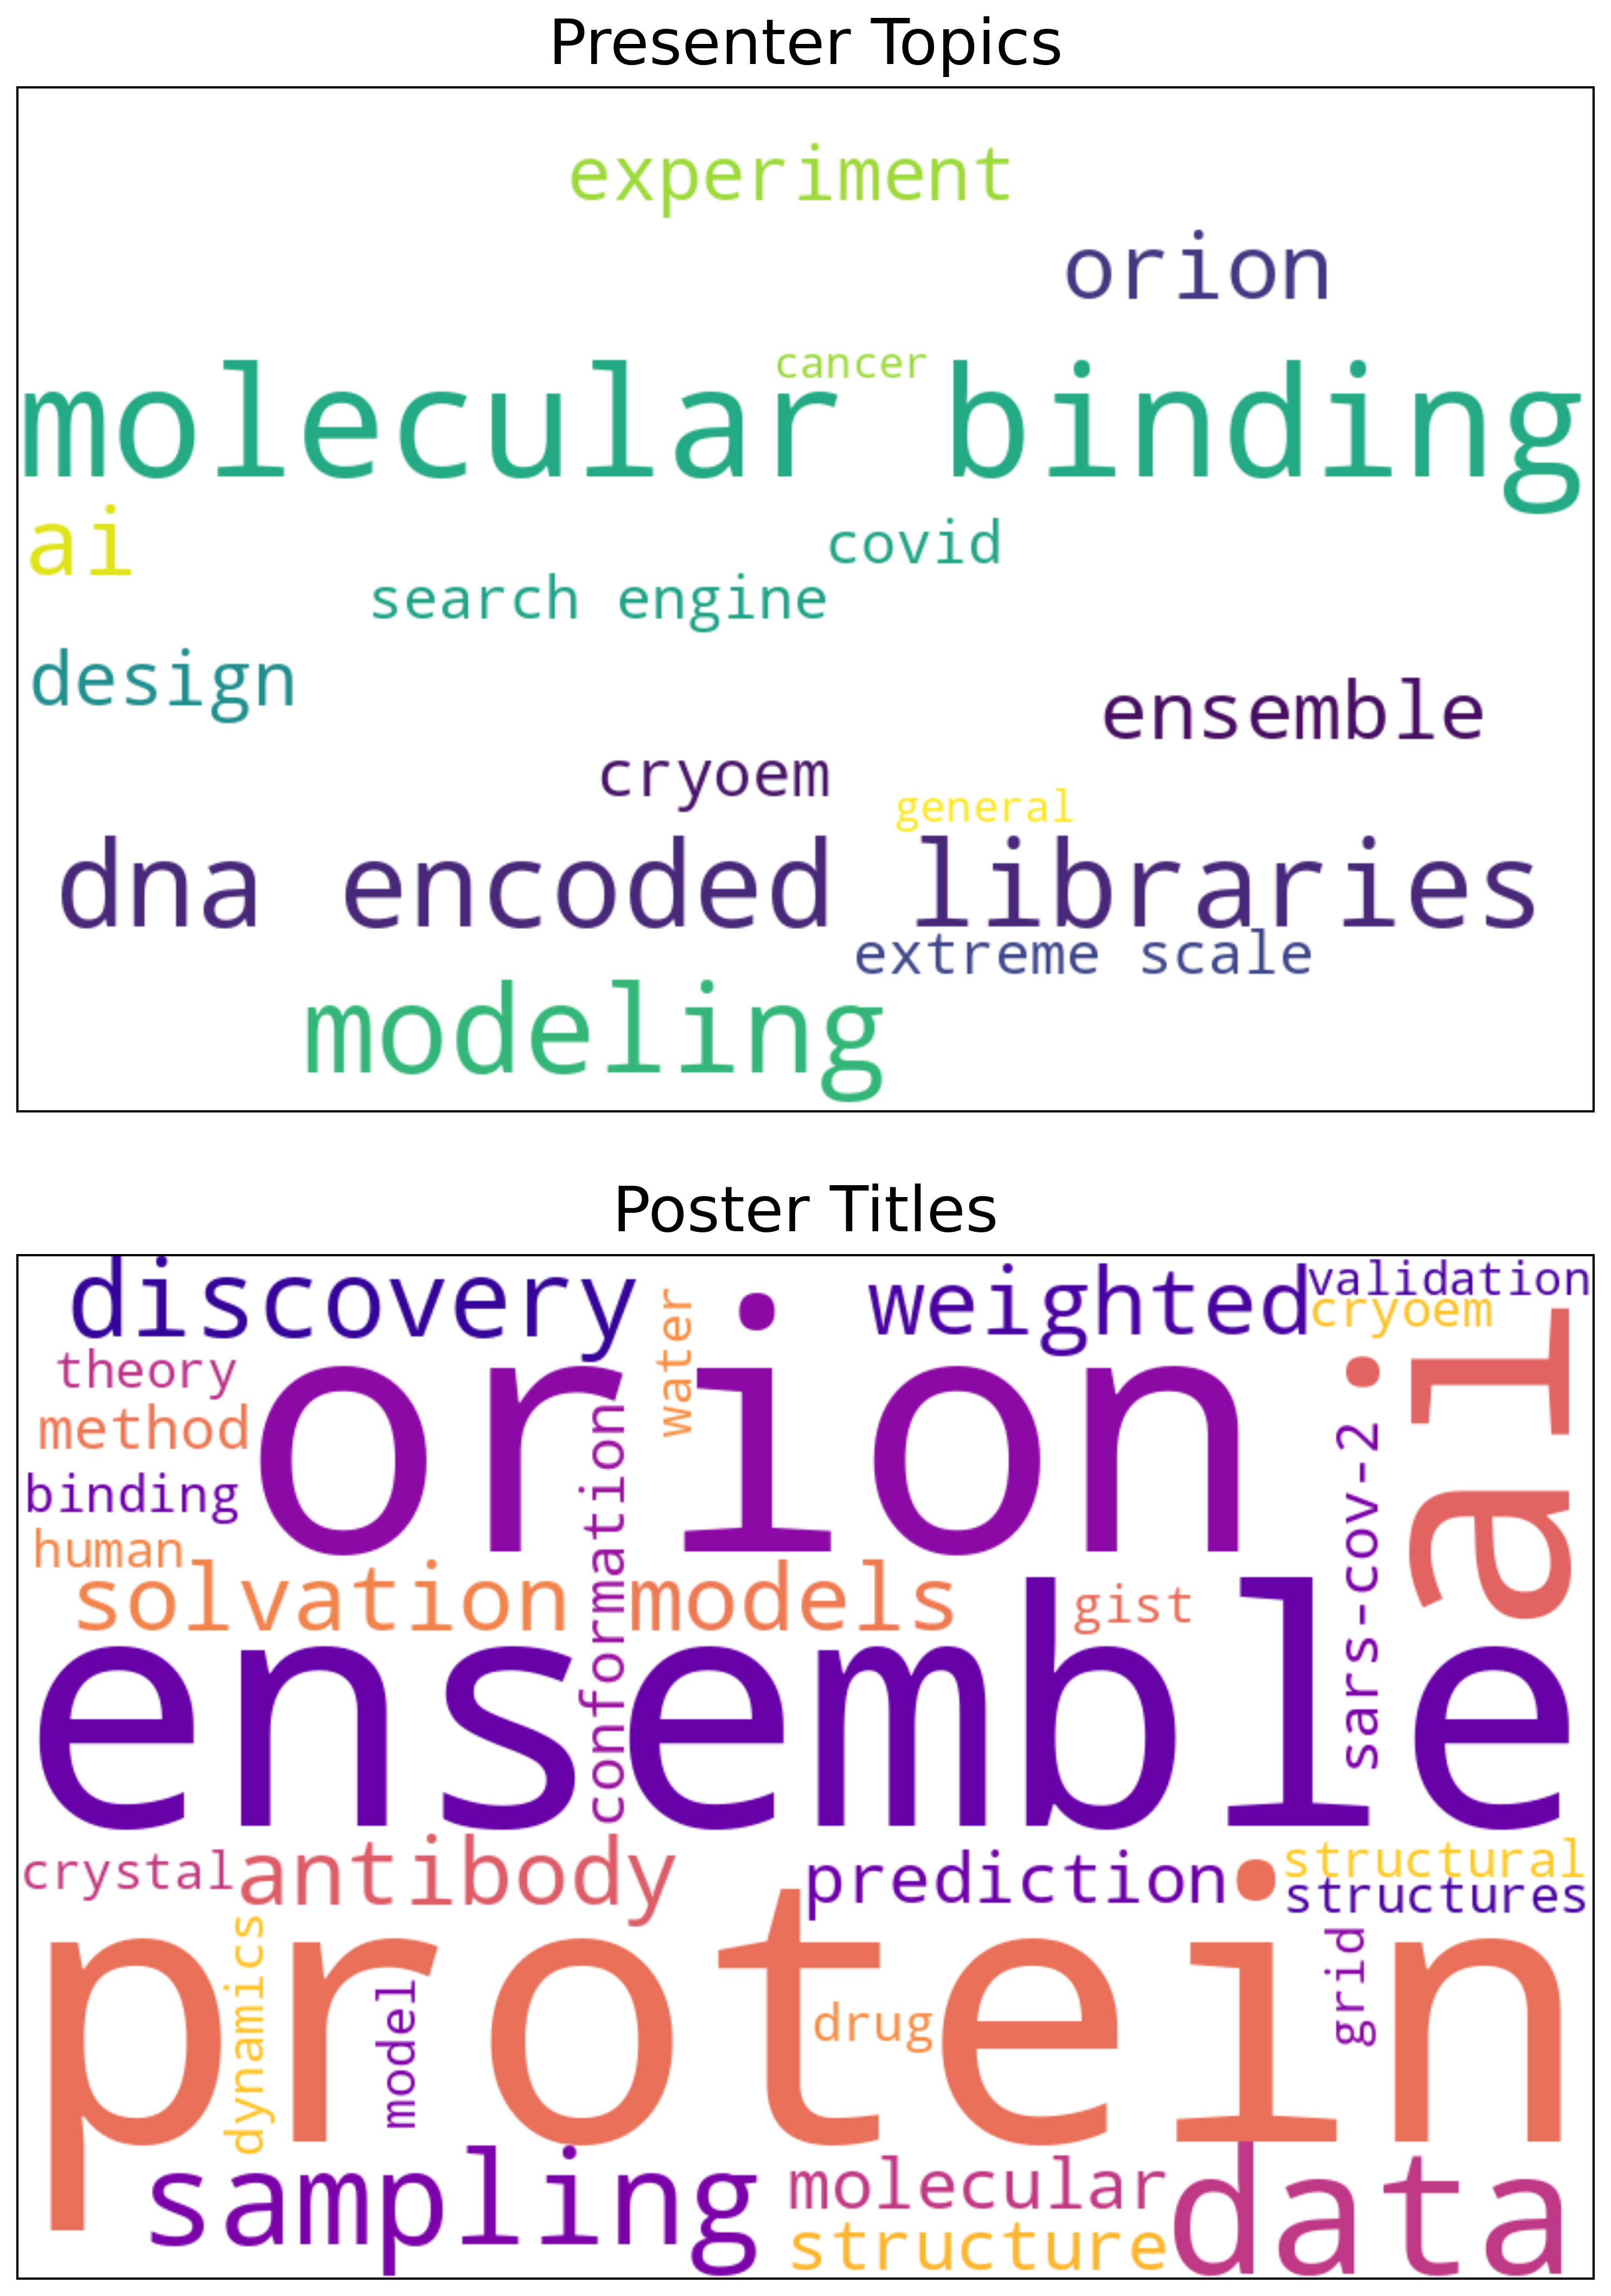 Presenter Topics
experiment
orion
cancer
molecular binding
ai
covid
search engine
design
ensemble
cryoem
general
dna encoded libraries
extreme scale
modeling
Poster Titles
discovery
water
weighted
validation
cryoem
theory
orion
ai
method
sars-cov-2
binding
conformation
human
solvation models
gist
ensemble
crystal
antibody
prediction
structural
structures
protein
dynamics
model
drug
grid
sampling
molecular
data
structure